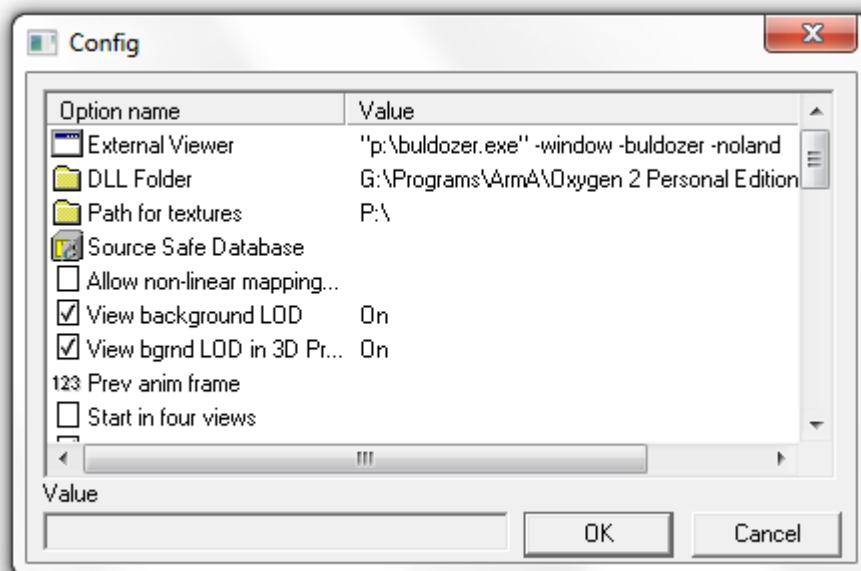 Config
Option name Value
External Viewer "p:\buldozer.exe" -window -buldozer -noland
DLL Folder G:\Programs\ArmA\Oxygen 2 Personal Edition
Path for textures P:\
Source Safe Database
Allow non-linear mapping...
View background LOD On
View bgrnd LOD in 3D Pr... On
123 Prev anim frame
Start in four views
Value
OK Cancel